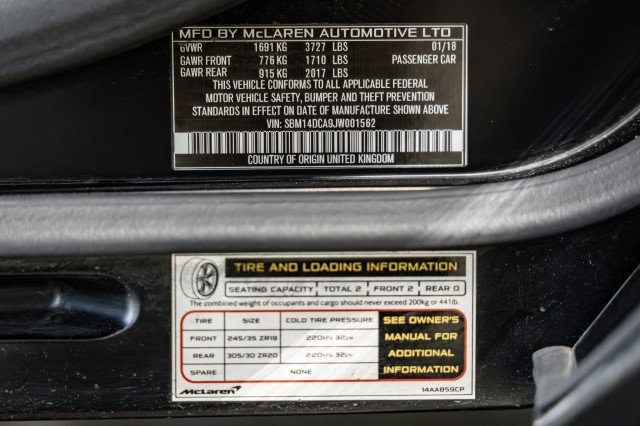 MFD BY McLAREN AUTOMOTIVE LTD
GVWR 1691 KG 3727 LBS 01/18
GAWR FRONT 776 KG 1710 LBS PASSENGER CAR
GAWR REAR 915 KG 2017 LBS
THIS VEHICLE CONFORMS TO ALL APPLICABLE FEDERAL
MOTOR VEHICLE SAFETY, BUMPER AND THEFT PREVENTION
STANDARDS IN EFFECT ON DATE OF MANUFACTURE SHOWN ABOVE
VIN: SBM14DCA9JW001562
COUNTRY OF ORIGIN UNITED KINGDOM
TIRE AND LOADING INFORMATION
SEATING CAPACITY TOTAL 2 FRONT 2 REAR 0
The combined weight of occupants and cargo should never exceed 200kg or 441lb.
TIRE SIZE COLD TIRE PRESSURE
FRONT 245/35 ZR19 220kPa, 32psi
REAR 305/30 ZR20 220kPa, 32psi
SPARE NONE
SEE OWNER'S
MANUAL FOR
ADDITIONAL
INFORMATION
McLaren 14AA859CP